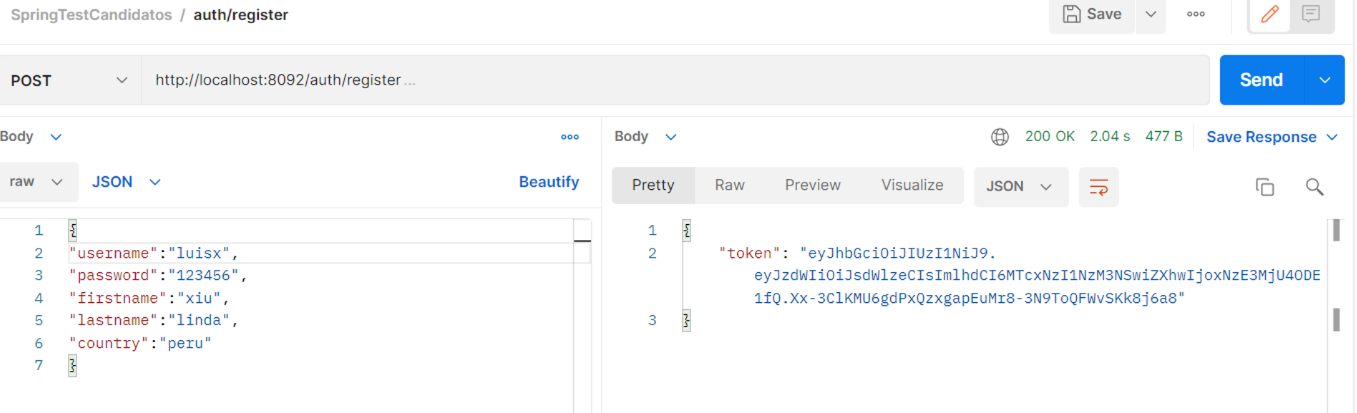 SpringTestCandidatos / auth/register
Save
POST http://localhost:8092/auth/register ...
Send
Body
raw JSON Beautify
1 {
2 "username":"luisx",
3 "password":"123456",
4 "firstname":"xiu",
5 "lastname":"linda",
6 "country":"peru"
7 }
Body 200 OK 2.04 s 477 B Save Response
Pretty Raw Preview Visualize JSON
1 {
2 "token": "eyJhbGciOiJIUzI1NiJ9.
eyJzdWIiOiJsdWlzeCIsImlhdCI6MTcxNzI1NzM3NSwiZXhwIjoxNzE3MjU4ODE
1fQ.Xx-3ClKMU6gdPxQzxgapEuMr8-3N9ToQFWvSKk8j6a8"
3 }